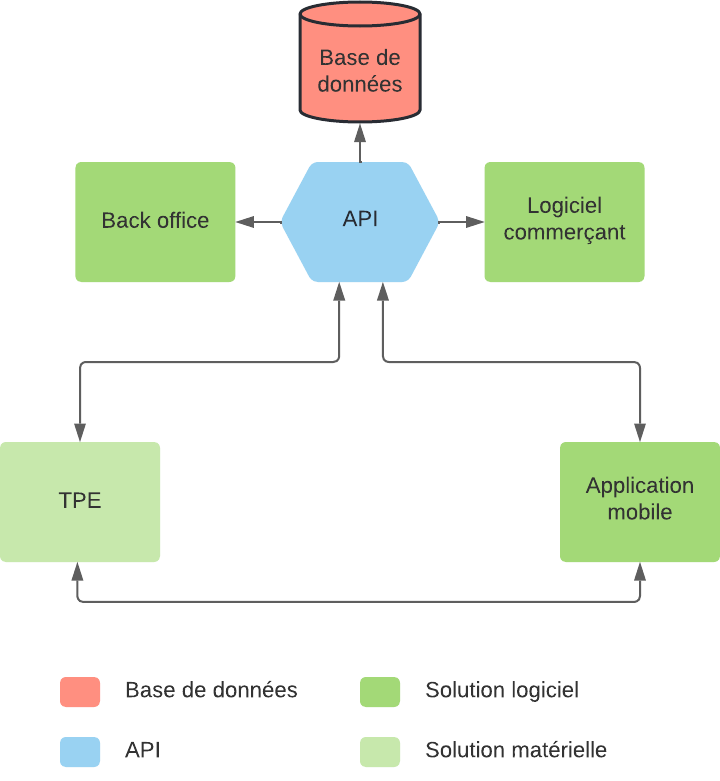 Base de
données
Back office
API
Logiciel
commerçant
TPE
Application
mobile
Base de données
Solution logiciel
API
Solution matérielle